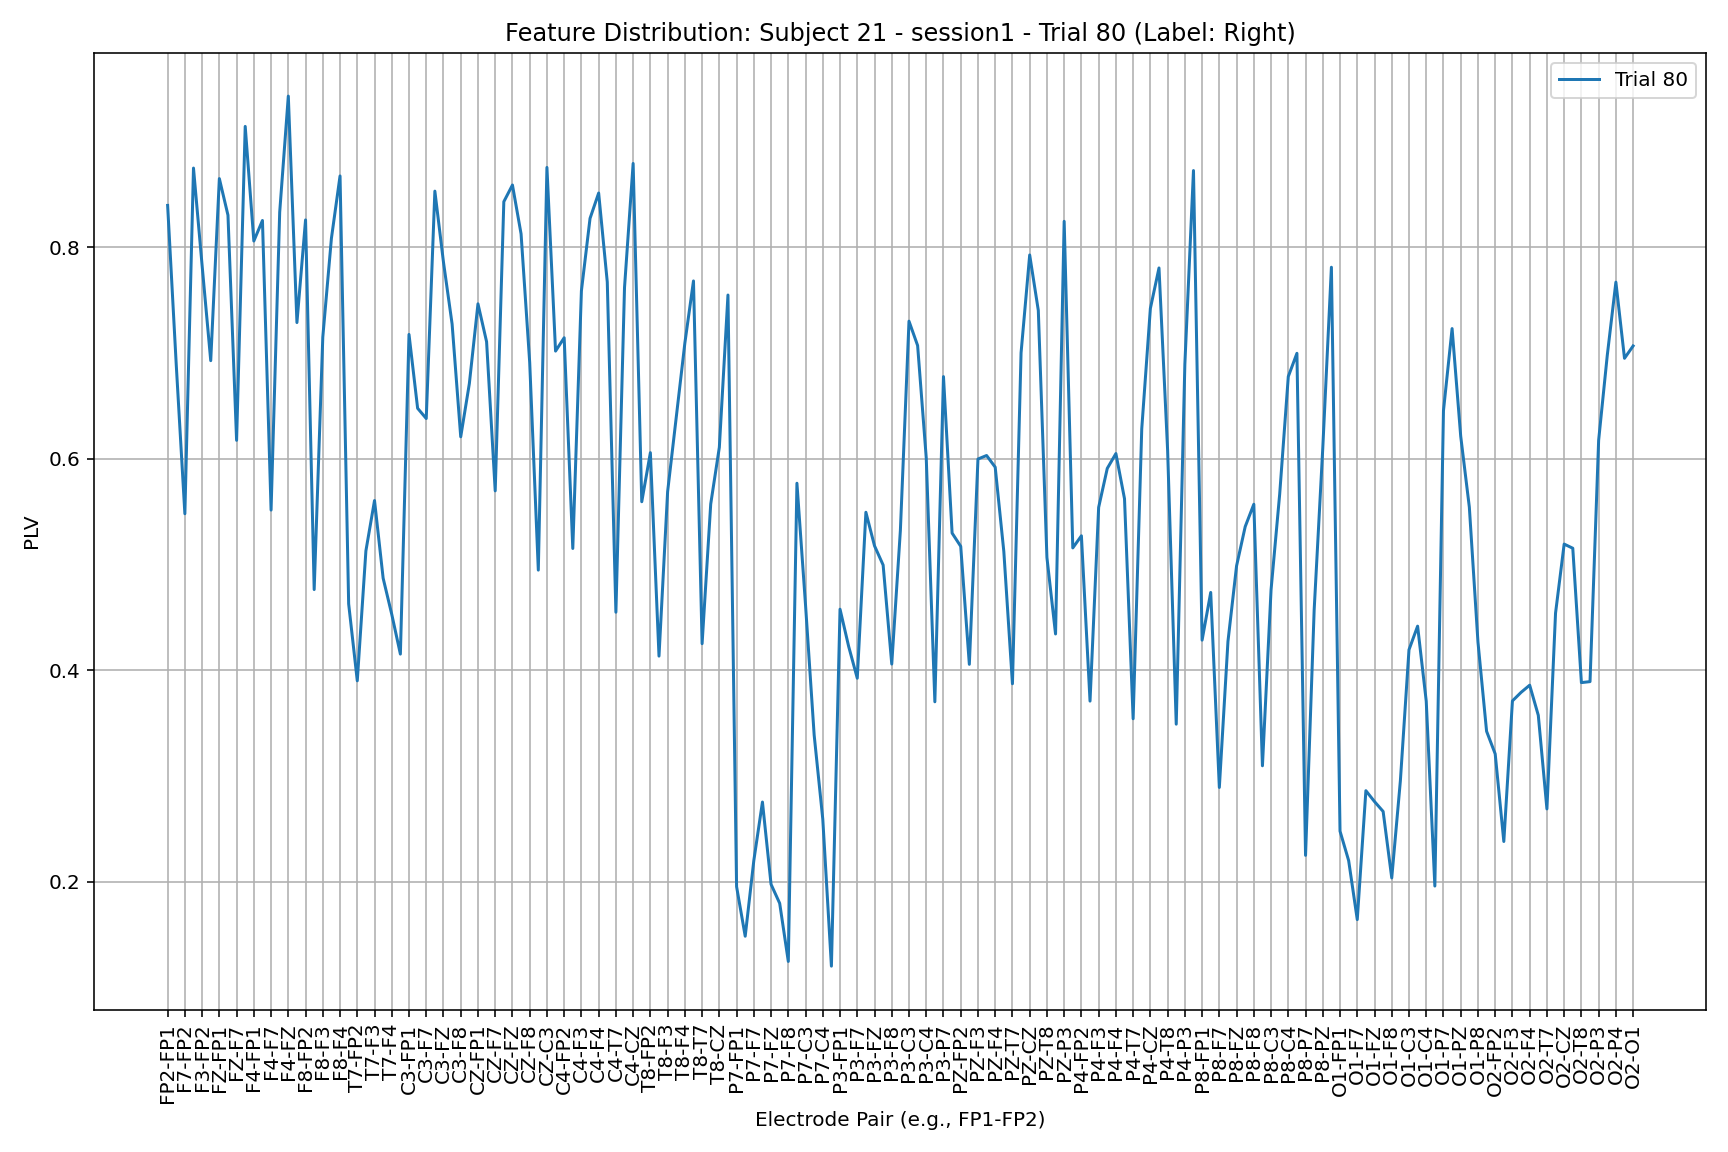 Feature Distribution: Subject 21 - session1 - Trial 80 (Label: Right)
Trial 80
PLV
0.8
0.6
0.4
0.2
FP2-FP1
F7-FP2
F3-FP2
FZ-FP1
FZ-F7
F4-FP1
F4-F7
F4-FZ
F8-FP2
F8-F3
F8-F4
T7-FP2
T7-F3
T7-F4
C3-FP1
C3-F7
C3-FZ
C3-F8
CZ-FP1
CZ-F7
CZ-FZ
CZ-F8
CZ-C3
C4-FP2
C4-F3
C4-F4
C4-T7
C4-CZ
T8-FP2
T8-F3
T8-F4
T8-T7
T8-CZ
P7-FP1
P7-F7
P7-FZ
P7-F8
P7-C3
P7-C4
P3-FP1
P3-F7
P3-FZ
P3-F8
P3-C3
P3-C4
P3-P7
PZ-FP2
PZ-F3
PZ-F4
PZ-T7
PZ-CZ
PZ-T8
PZ-P3
P4-FP2
P4-F3
P4-F4
P4-T7
P4-CZ
P4-T8
P4-P3
P8-FP1
P8-F7
P8-FZ
P8-F8
P8-C3
P8-C4
P8-P7
P8-PZ
O1-FP1
O1-F7
O1-FZ
O1-F8
O1-C3
O1-C4
O1-P7
O1-PZ
O1-P8
O2-FP2
O2-F3
O2-F4
O2-T7
O2-CZ
O2-T8
O2-P3
O2-P4
O2-O1
Electrode Pair (e.g., FP1-FP2)